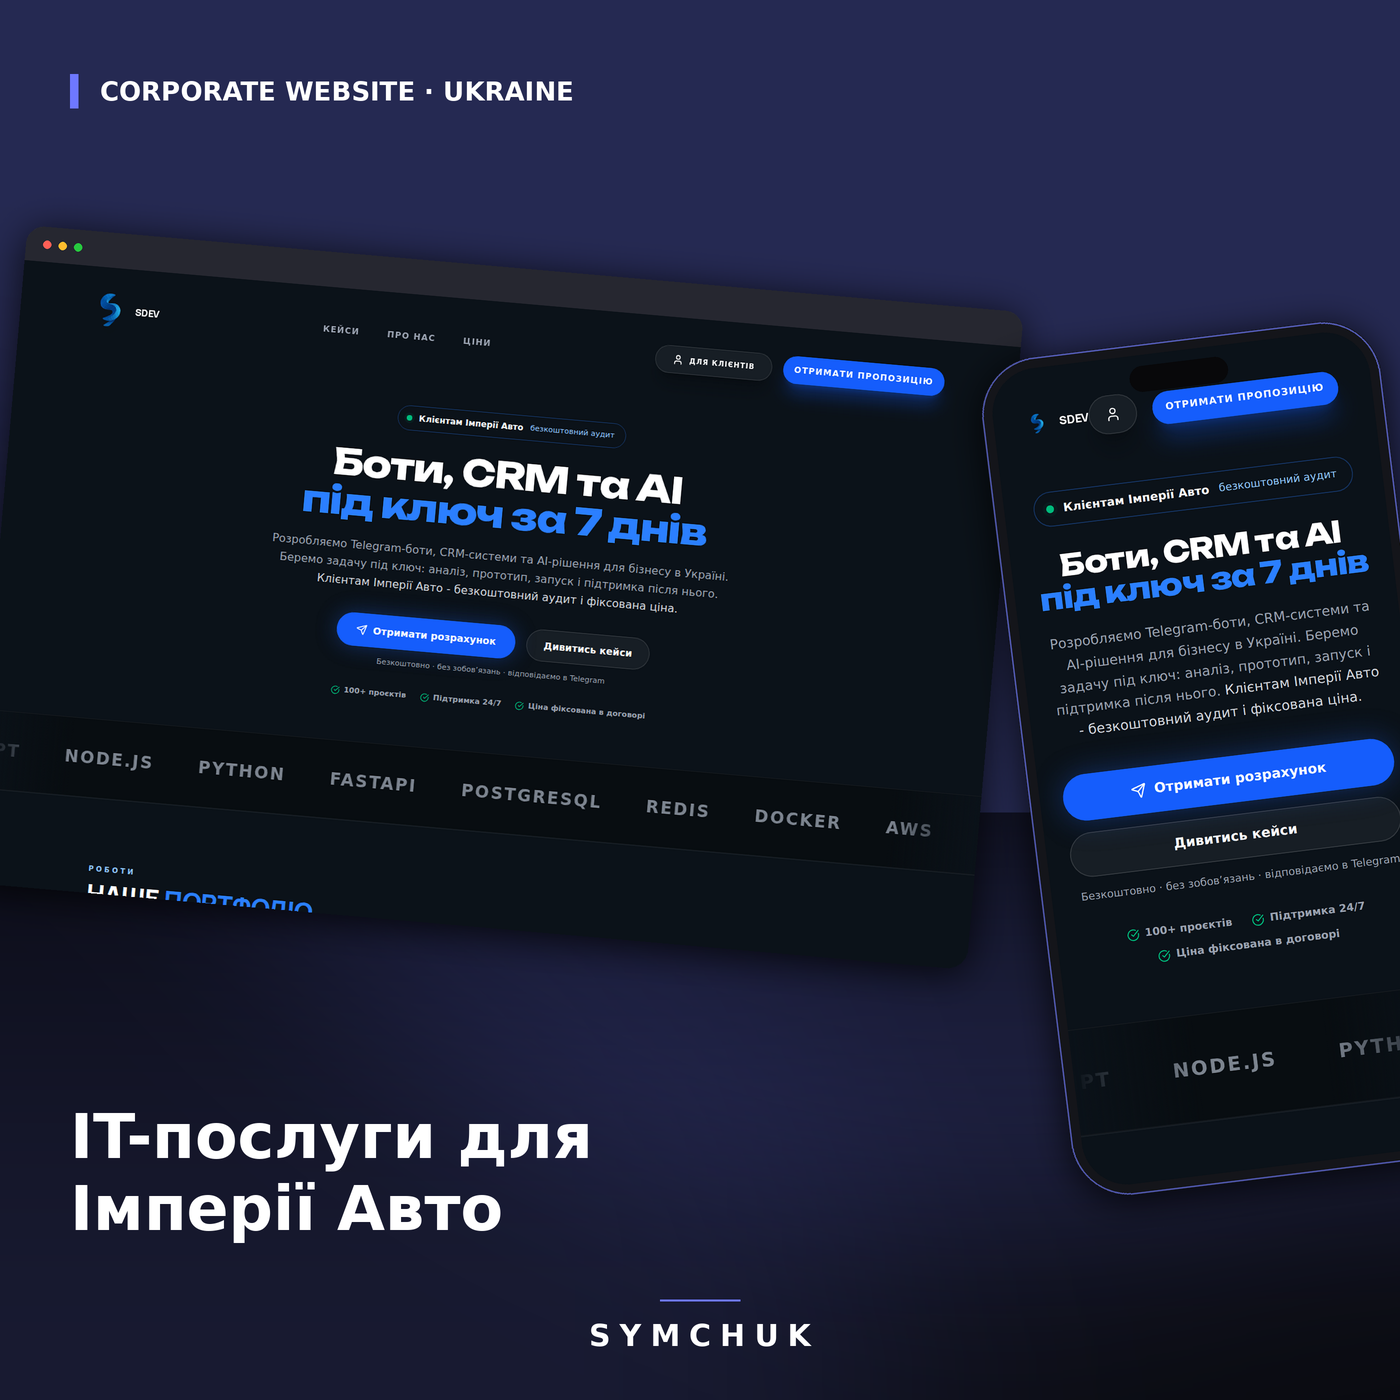 CORPORATE WEBSITE · UKRAINE
SDEV
КЕЙСИ
ПРО НАС
ЦІНИ
ДЛЯ КЛІЄНТІВ
ОТРИМАТИ ПРОПОЗИЦІЮ
Клієнтам Імперії Авто безкоштовний аудит
Боти, CRM та AI
під ключ за 7 днів
Розробляємо Telegram-боти, CRM-системи та AI-рішення для бізнесу в Україні.
Беремо задачу під ключ: аналіз, прототип, запуск і підтримка після нього.
Клієнтам Імперії Авто - безкоштовний аудит і фіксована ціна.
Отримати розрахунок
Дивитись кейси
Безкоштовно · без зобов’язань · відповідаємо в Telegram
100+ проєктів
Підтримка 24/7
Ціна фіксована в договорі
PT
NODE.JS
PYTHON
FASTAPI
POSTGRESQL
REDIS
DOCKER
AWS
РОБОТИ
НАШЕ ПОРТФОЛІО
SDEV
ОТРИМАТИ ПРОПОЗИЦІЮ
Клієнтам Імперії Авто безкоштовний аудит
Боти, CRM та AI
під ключ за 7 днів
Розробляємо Telegram-боти, CRM-системи та
AI-рішення для бізнесу в Україні. Беремо
задачу під ключ: аналіз, прототип, запуск і
підтримка після нього. Клієнтам Імперії Авто
- безкоштовний аудит і фіксована ціна.
Отримати розрахунок
Дивитись кейси
Безкоштовно · без зобов’язань · відповідаємо в Telegram
100+ проєктів
Підтримка 24/7
Ціна фіксована в договорі
PT
NODE.JS
PYTH
ІТ-послуги для
Імперії Авто
SYMCHUK